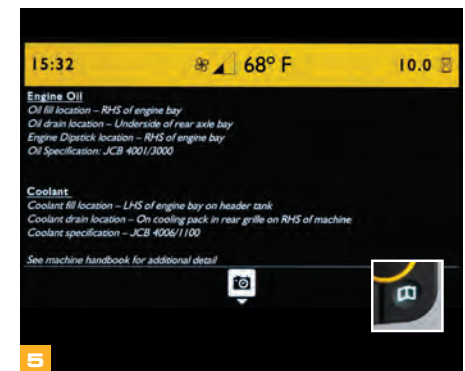 15:32 68° F 10.0
Engine Oil
Oil fill location – RHS of engine bay
Oil drain location – Underside of rear axle bay
Engine Dipstick location – RHS of engine bay
Oil Specification: JCB 4001/3000
Coolant
Coolant fill location – LHS of engine bay on header tank
Coolant drain location – On cooling pack in rear grille on RHS of machine
Coolant specification – JCB 4006/1100
See machine handbook for additional detail
5